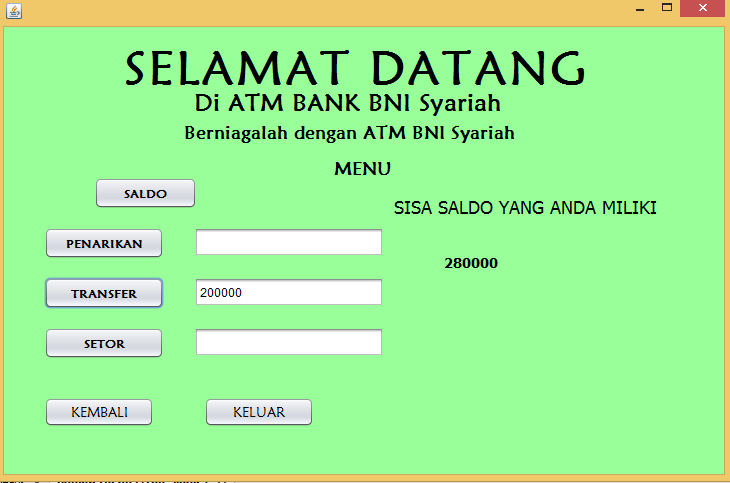 SELAMAT DATANG
Di ATM BANK BNI Syariah
Berniagalah dengan ATM BNI Syariah
MENU
SALDO
SISA SALDO YANG ANDA MILIKI
PENARIKAN
280000
TRANSFER
200000
SETOR
KEMBALI
KELUAR